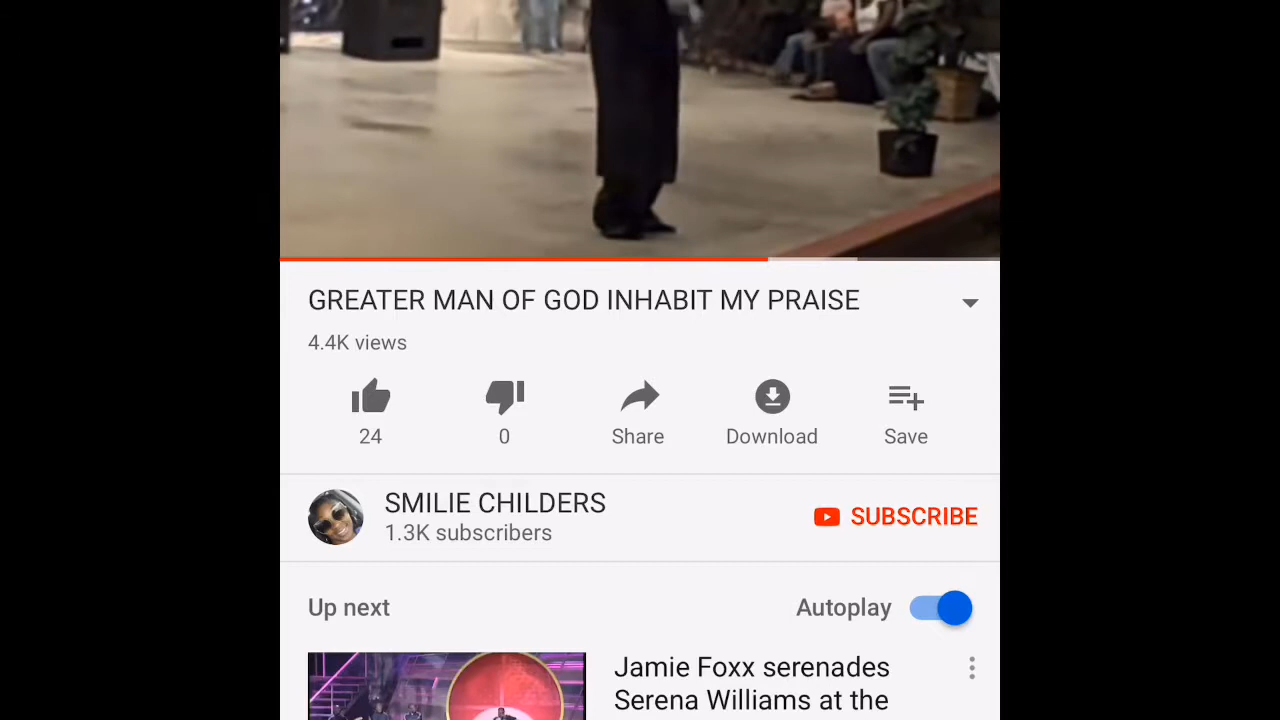 GREATER MAN OF GOD INHABIT MY PRAISE
4.4K views
24
0
Share
Download
Save
SMILIE CHILDERS
1.3K subscribers
SUBSCRIBE
Up next
Autoplay
Jamie Foxx serenades
Serena Williams at the